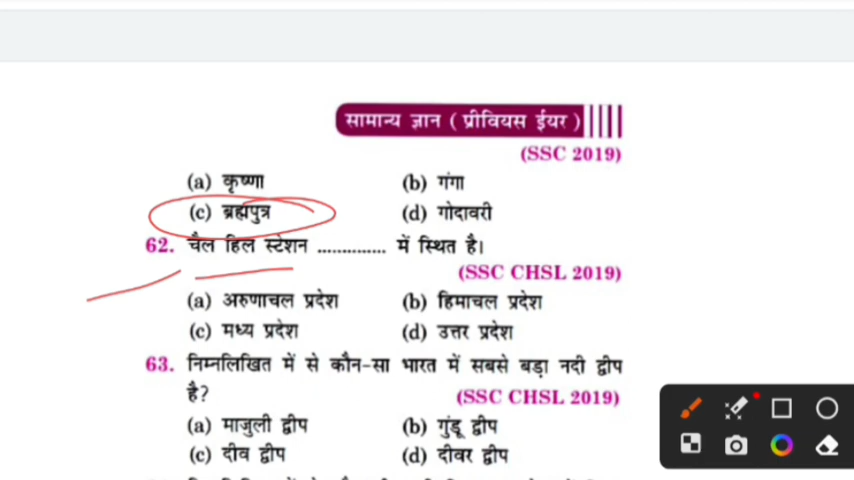 सामान्य ज्ञान ( प्रीवियस ईयर )
(SSC 2019)
(a) कृष्णा (b) गंगा
(c) ब्रह्मपुत्र (d) गोदावरी
62. चैल हिल स्टेशन .............. में स्थित है।
(SSC CHSL 2019)
(a) अरुणाचल प्रदेश (b) हिमाचल प्रदेश
(c) मध्य प्रदेश (d) उत्तर प्रदेश
63. निम्नलिखित में से कौन-सा भारत में सबसे बड़ा नदी द्वीप
है? (SSC CHSL 2019)
(a) माजुली द्वीप (b) गुंडू द्वीप
(c) दीव द्वीप (d) दीवर द्वीप